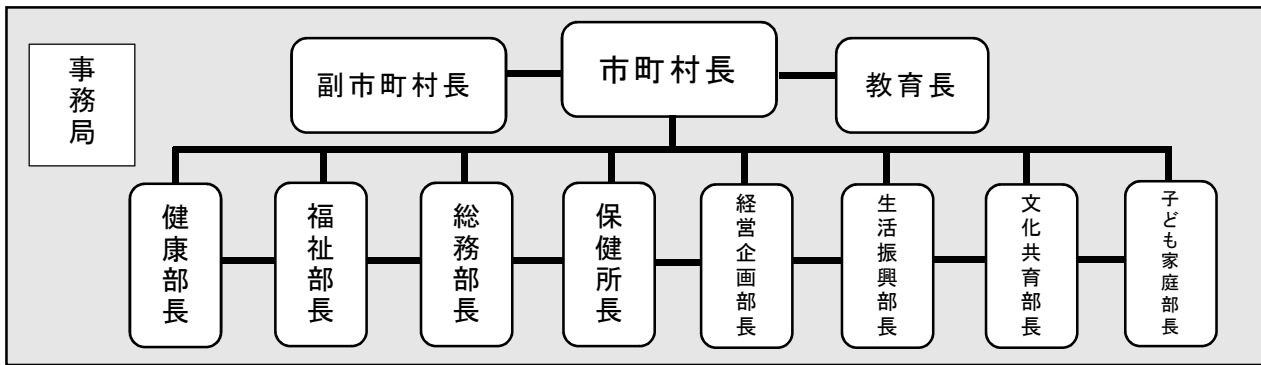 事務局
副市町村長
市町村長
教育長
健康部長
福祉部長
総務部長
保健所長
経営企画部長
生活振興部長
文化共育部長
子ども家庭部長